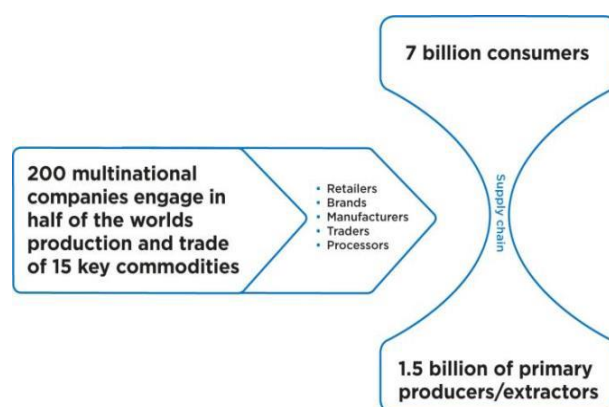 7 billion consumers
200 multinational
companies engage in
half of the worlds
production and trade
of 15 key commodities
• Retailers
• Brands
• Manufacturers
• Traders
• Processors
Supply chain
1.5 billion of primary
producers/extractors